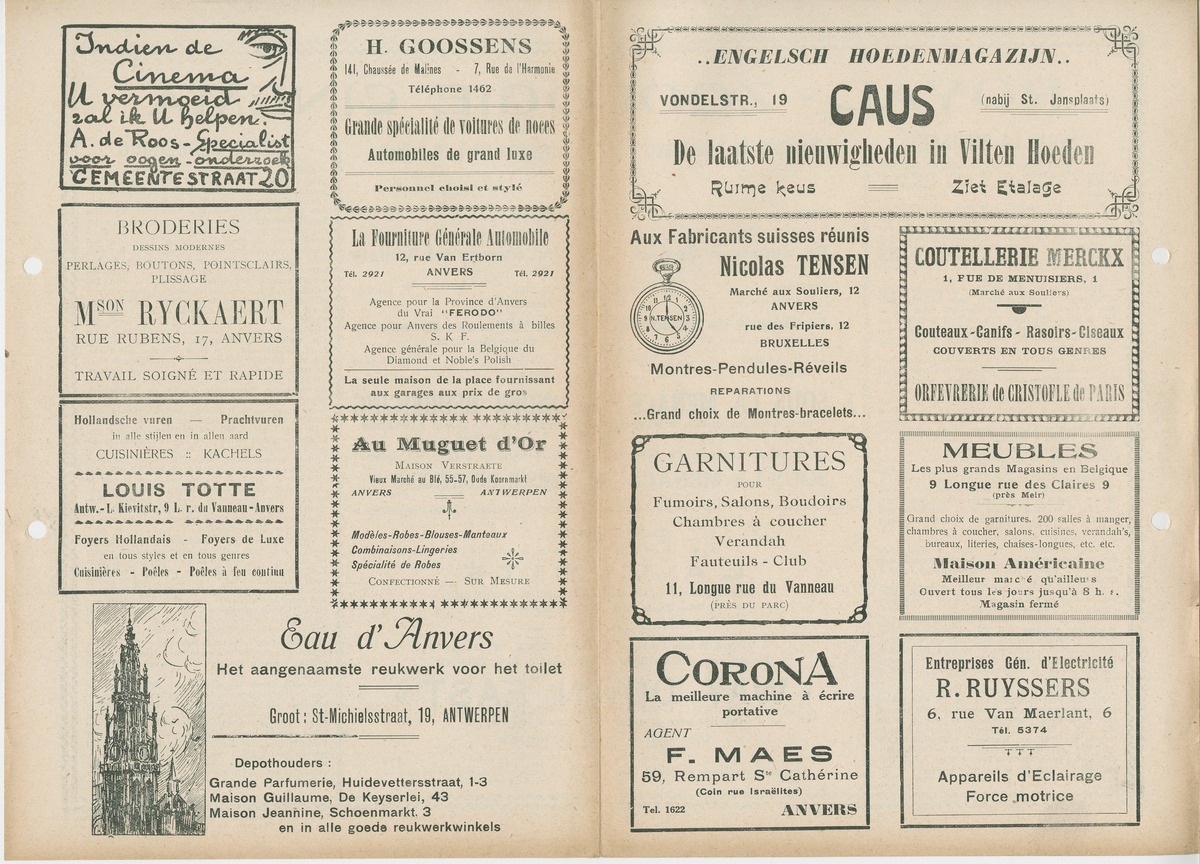 Indien de
Cinema
U vermoeid
zal ik U helpen.
A. de Roos - Specialist
voor oogen - onderzoek
GEMEENTESTRAAT 20
BRODERIES
DESSINS MODERNES
PERLAGES, BOUTONS, POINTSCLAIRS,
PLISSAGE
MSON RYCKAERT
RUE RUBENS, 17, ANVERS
TRAVAIL SOIGNÉ ET RAPIDE
Hollandsche vuren — Prachtvuren
in alle stijlen en in allen aard
CUISINIÈRES :: KACHELS
LOUIS TOTTE
Antw.-L. Kievitstr, 9 L. r. du Vanneau-Anvers
Foyers Hollandais - Foyers de Luxe
en tous styles et en tous genres
Cuisinières - Poêles - Poêles à feu continu
H. GOOSSENS
141, Chaussée de Malines - 7, Rue de l'Harmonie
Téléphone 1462
Grande spécialité de voitures de noces
Automobiles de grand luxe
Personnel choisi et stylé
La Fourniture Générale Automobile
12, rue Van Ertborn
Tél. 2921 ANVERS Tél. 2921
Agence pour la Province d'Anvers
du Vrai "FERODO"
Agence pour Anvers des Roulements à billes
S. K. F.
Agence générale pour la Belgique du
Diamond et Noble's Polish
La seule maison de la place fournissant
aux garages aux prix de gros
Au Muguet d'Or
MAISON VERSTRAETE
Vieux Marché au Blé, 55-57, Oude Koornmarkt
ANVERS ANTWERPEN
Modèles-Robes-Blouses-Manteaux
Combinaisons-Lingeries
Spécialité de Robes
CONFECTIONNÉ — SUR MESURE
Eau d'Anvers
Het aangenaamste reukwerk voor het toilet
Groot: St-Michielsstraat, 19, ANTWERPEN
Depothouders :
Grande Parfumerie, Huidevettersstraat, 1-3
Maison Guillaume, De Keyserlei, 43
Maison Jeannine, Schoenmarkt. 3
en in alle goede reukwerkwinkels
..ENGELSCH HOEDENMAGAZIJN..
VONDELSTR., 19 CAUS (nabij St. Jansplaats)
De laatste nieuwigheden in Vilten Hoeden
Ruime keus Ziet Etalage
Aux Fabricants suisses réunis
Nicolas TENSEN
N.TENSEN
Marché aux Souliers, 12
ANVERS
rue des Fripiers, 12
BRUXELLES
Montres-Pendules-Réveils
REPARATIONS
...Grand choix de Montres-bracelets...
COUTELLERIE MERCKX
1, FUE DE MENUISIERS, 1
(Marché aux Souliers)
Couteaux-Canifs - Rasoirs-Ciseaux
COUVERTS EN TOUS GENRES
ORFEVRERIE de CRISTOFLE de PARIS
GARNITURES
POUR
Fumoirs, Salons, Boudoirs
Chambres à coucher
Verandah
Fauteuils - Club
11, Longue rue du Vanneau
(PRÈS DU PARC)
MEUBLES
Les plus grands Magasins en Belgique
9 Longue rue des Claires 9
(près Meir)
Grand choix de garnitures. 200 salles à manger,
chambres à coucher, salons, cuisines, verandah's,
bureaux, literies, chaises-longues, etc. etc.
Maison Américaine
Meilleur marché qu'ailleurs
Ouvert tous les jours jusqu'à 8 h. s.
Magasin fermé
CORONA
La meilleure machine à écrire
portative
AGENT
F. MAES
59, Rempart Ste Cathérine
(Coin rue Israëlites)
Tel. 1622 ANVERS
Entreprises Gén. d'Electricité
R. RUYSSERS
6, rue Van Maerlant, 6
Tél. 5374
Appareils d'Eclairage
Force motrice